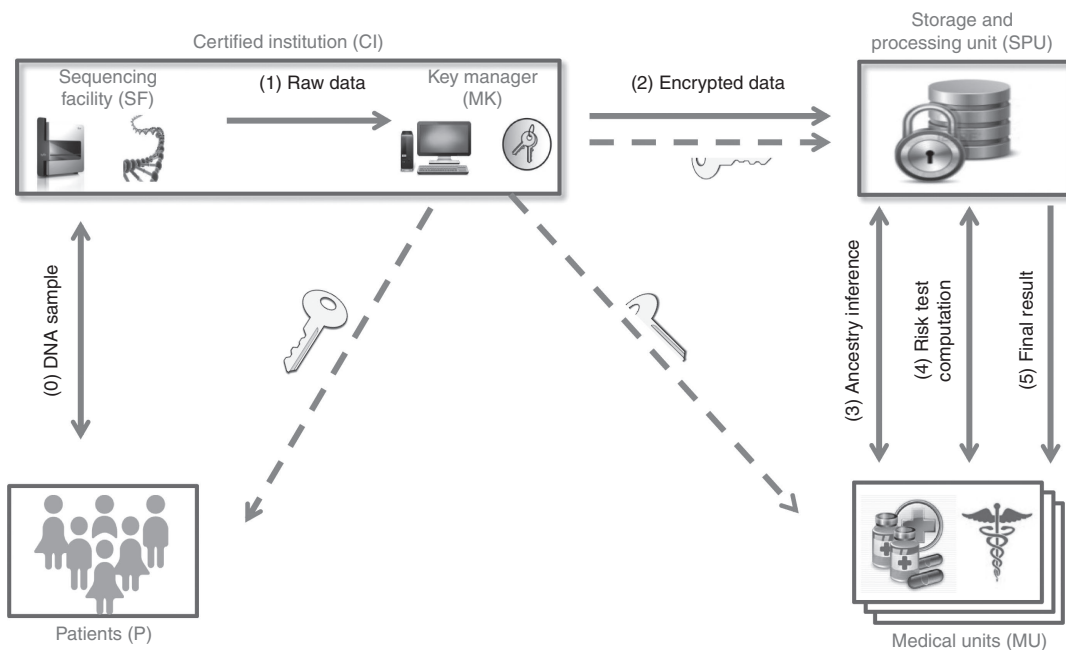 Certified institution (CI)
Storage and
processing unit (SPU)
Sequencing
facility (SF)
(1) Raw data
Key manager
(MK)
(2) Encrypted data
(0) DNA sample
(3) Ancestry inference
(4) Risk test
computation
(5) Final result
Patients (P)
Medical units (MU)